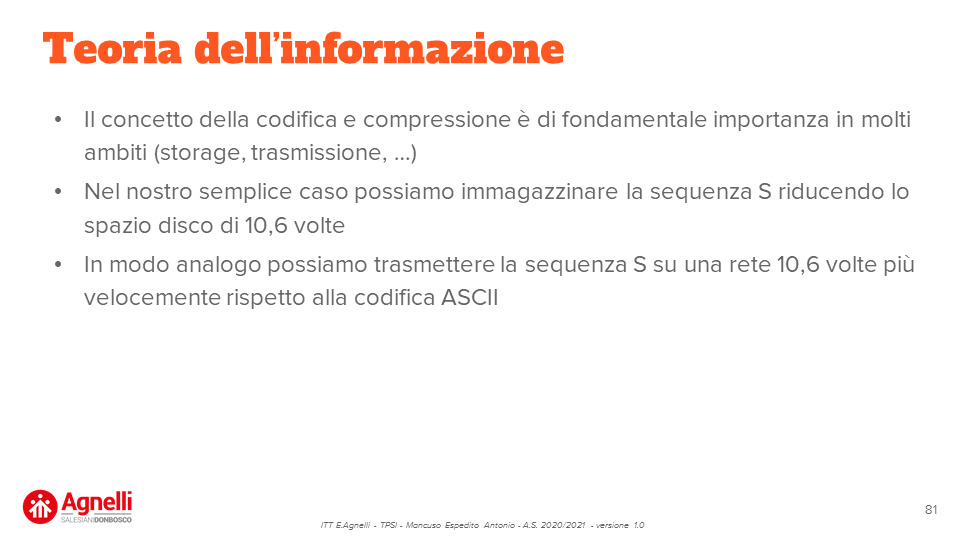 Teoria dell'informazione
• Il concetto della codifica e compressione è di fondamentale importanza in molti
ambiti (storage, trasmissione, ...)
• Nel nostro semplice caso possiamo immagazzinare la sequenza S riducendo lo
spazio disco di 10,6 volte
• In modo analogo possiamo trasmettere la sequenza S su una rete 10,6 volte più
velocemente rispetto alla codifica ASCII
Agnelli
SALESIANIDONBOSCO
ITT E.Agnelli - TPSI - Mancuso Espedito Antonio - A.S. 2020/2021 - versione 1.0
81